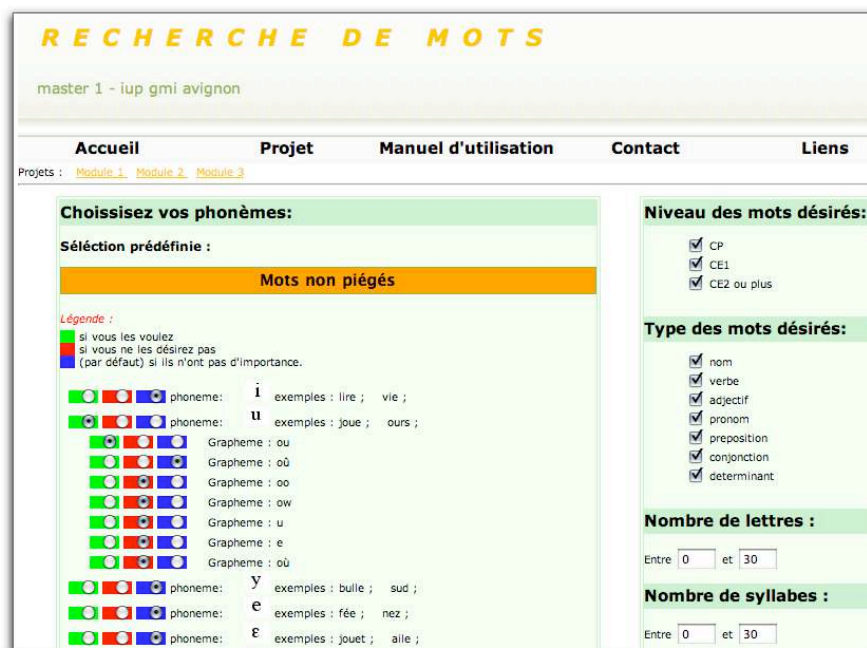 RECHERCHE DE MOTS
master 1 - iup gmi avignon
Accueil Projet Manuel d'utilisation Contact Liens
Projets : Module 1 Module 2 Module 3
Choissisez vos phonèmes:
Séléction prédéfinie :
Mots non piégés
Légende :
si vous les voulez
si vous ne les désirez pas
(par défaut) si ils n'ont pas d'importance.
phoneme: i exemples : lire ; vie ;
phoneme: u exemples : joue ; ours ;
Grapheme : ou
Grapheme : oû
Grapheme : oo
Grapheme : ow
Grapheme : u
Grapheme : e
Grapheme : où
phoneme: y exemples : bulle ; sud ;
phoneme: e exemples : fée ; nez ;
phoneme: ε exemples : jouet ; aile ;
Niveau des mots désirés:
CP
CE1
CE2 ou plus
Type des mots désirés:
nom
verbe
adjectif
pronom
preposition
conjonction
determinant
Nombre de lettres :
Entre 0 et 30
Nombre de syllabes :
Entre 0 et 30